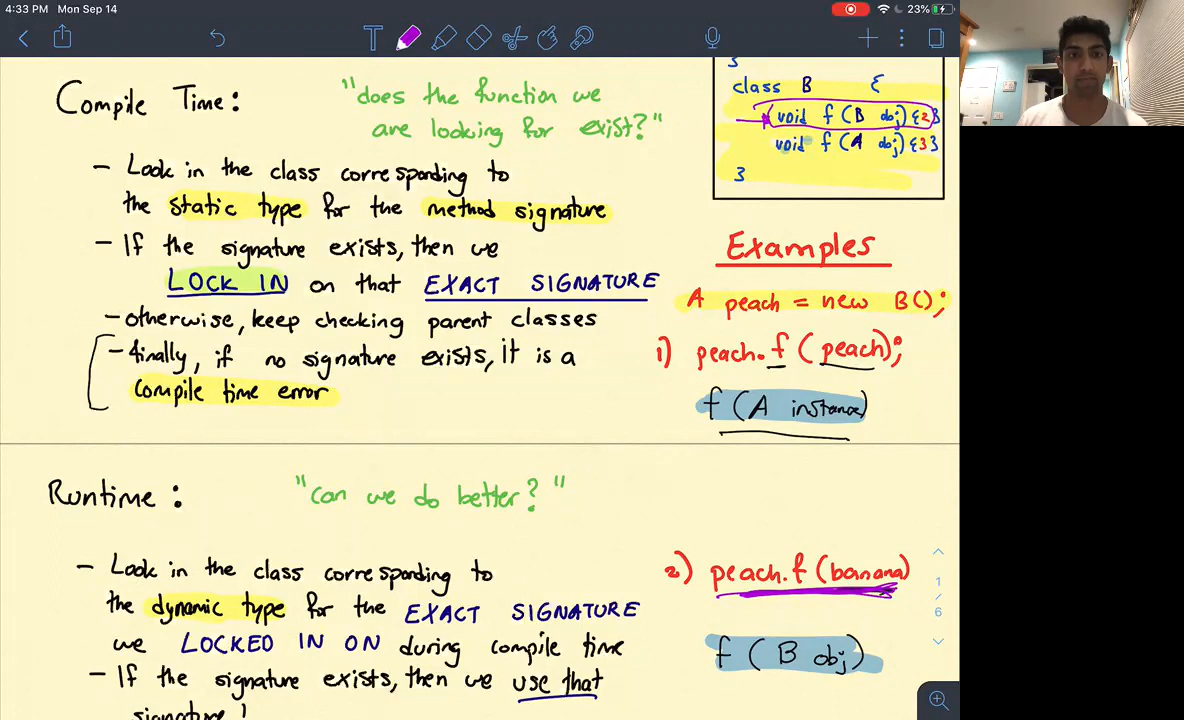 4:33 PM Mon Sep 14
23%
Compile Time:
"does the function we
are looking for exist?"
- Look in the class corresponding to
the static type for the method signature
- If the signature exists, then we
LOCK IN on that EXACT SIGNATURE
- otherwise, keep checking parent classes
- finally, if no signature exists, it is a
compile time error
class B {
void f (B obj) {2}
void f (A obj) {3}
}
Examples
A peach = new B();
1) peach.f (peach);
f (A instance)
Runtime:
"can we do better?"
- Look in the class corresponding to
the dynamic type for the EXACT SIGNATURE
we LOCKED IN ON during compile time
- If the signature exists, then we use that
signature!
2) peach.f (banana)
f ( B obj)
1
/
6